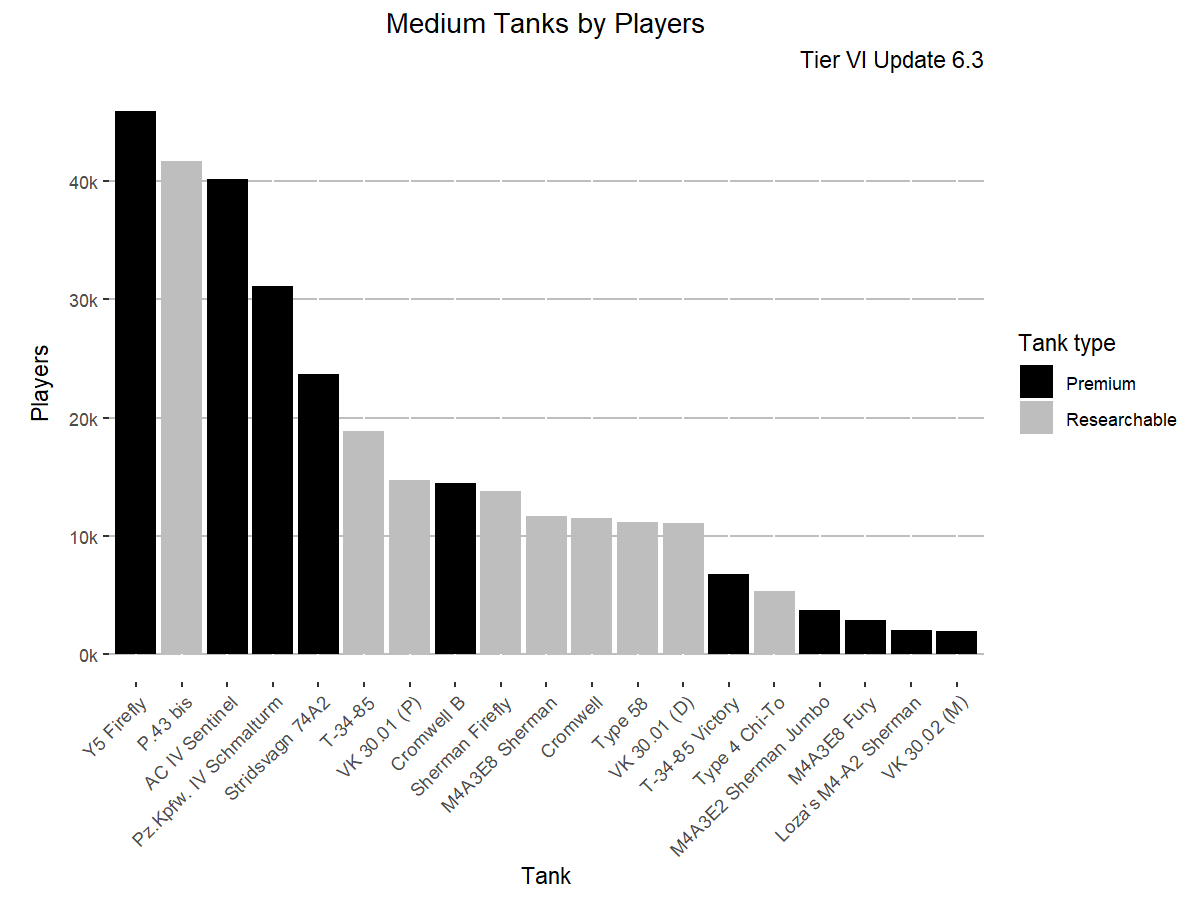 Medium Tanks by Players
Tier VI Update 6.3
Players
40k
30k
20k
10k
0k
Y5 Firefly
P.43 bis
AC IV Sentinel
Pz.Kpfw. IV Schmalturm
Stridsvagn 74A2
T-34-85
VK 30.01 (P)
Cromwell B
Sherman Firefly
M4A3E8 Sherman
Cromwell
Type 58
VK 30.01 (D)
T-34-85 Victory
Type 4 Chi-To
M4A3E2 Sherman Jumbo
M4A3E8 Fury
Loza's M4-A2 Sherman
VK 30.02 (M)
Tank
Tank type
Premium
Researchable